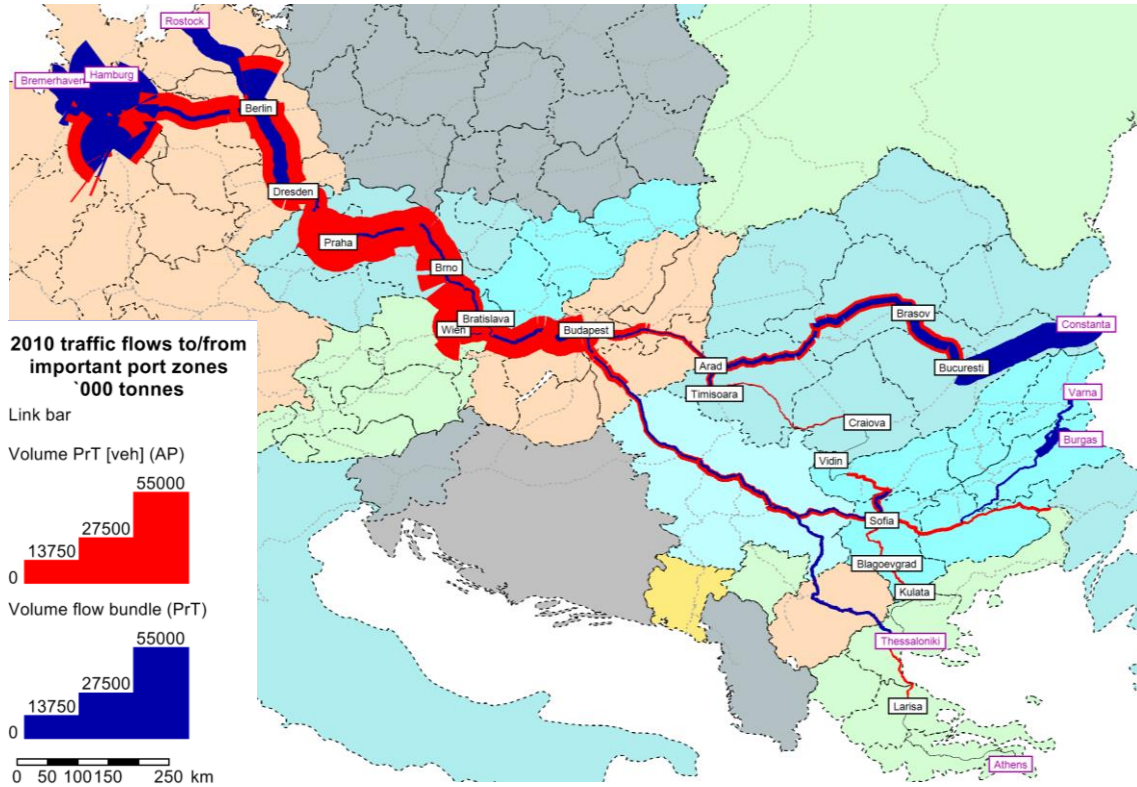 Rostock
Bremerhaven
Hamburg
Berlin
Dresden
Praha
Brno
Bratislava
Wien
Budapest
Brasov
Constanta
Arad
Bucuresti
Timisoara
Varna
Craiova
Burgas
Vidin
Sofia
Blagoevgrad
Kulata
Thessaloniki
Larisa
Athens
2010 traffic flows to/from
important port zones
`000 tonnes
Link bar
Volume PrT [veh] (AP)
55000
27500
13750
0
Volume flow bundle (PrT)
55000
27500
13750
0
0 50 100 150 250 km